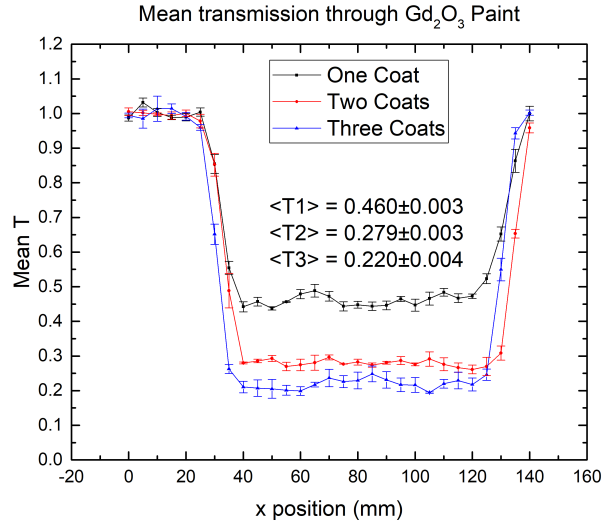 Mean transmission through Gd₂O₃ Paint
1.2
1.1
1.0
0.9
0.8
0.7
0.6
0.5
0.4
0.3
0.2
0.1
0.0
Mean T
One Coat
Two Coats
Three Coats
<T1> = 0.460±0.003
<T2> = 0.279±0.003
<T3> = 0.220±0.004
-20 0 20 40 60 80 100 120 140 160
x position (mm)